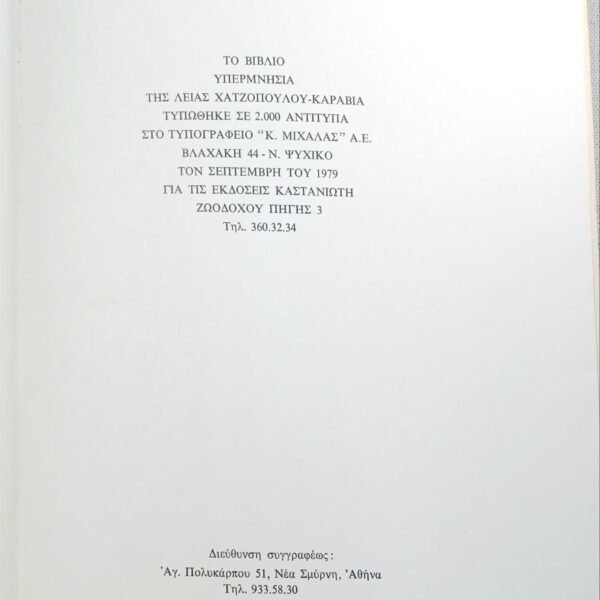 ΤΟ ΒΙΒΛΙΟ
ΥΠΕΡΜΝΗΣΙΑ
ΤΗΣ ΛΕΙΑΣ ΧΑΤΖΟΠΟΥΛΟΥ-ΚΑΡΑΒΙΑ
ΤΥΠΩΘΗΚΕ ΣΕ 2.000 ΑΝΤΙΤΥΠΑ
ΣΤΟ ΤΥΠΟΓΡΑΦΕΙΟ "Κ. ΜΙΧΑΛΑΣ" Α.Ε.
ΒΛΑΧΑΚΗ 44 - Ν. ΨΥΧΙΚΟ
ΤΟΝ ΣΕΠΤΕΜΒΡΗ ΤΟΥ 1979
ΓΙΑ ΤΙΣ ΕΚΔΟΣΕΙΣ ΚΑΣΤΑΝΙΩΤΗ
ΖΩΟΔΟΧΟΥ ΠΗΓΗΣ 3
Τηλ. 360.32.34
Διεύθυνση συγγραφέως:
Ἁγ. Πολυκάρπου 51, Νέα Σμύρνη, Ἀθήνα
Τηλ. 933.58.30